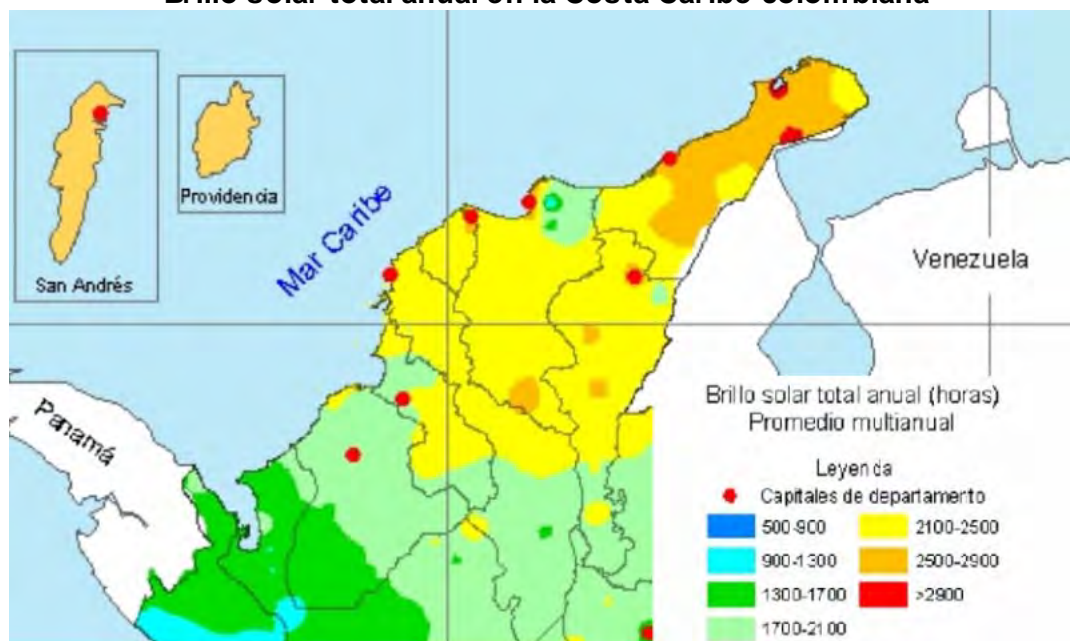 Brillo solar total anual en la Costa Caribe colombiana
San Andrés
Providencia
Mar Caribe
Venezuela
Panamá
Brillo solar total anual (horas)
Promedio multianual
Leyenda
Capitales de departamento
500-900
900-1300
1300-1700
1700-2100
2100-2500
2500-2900
>2900